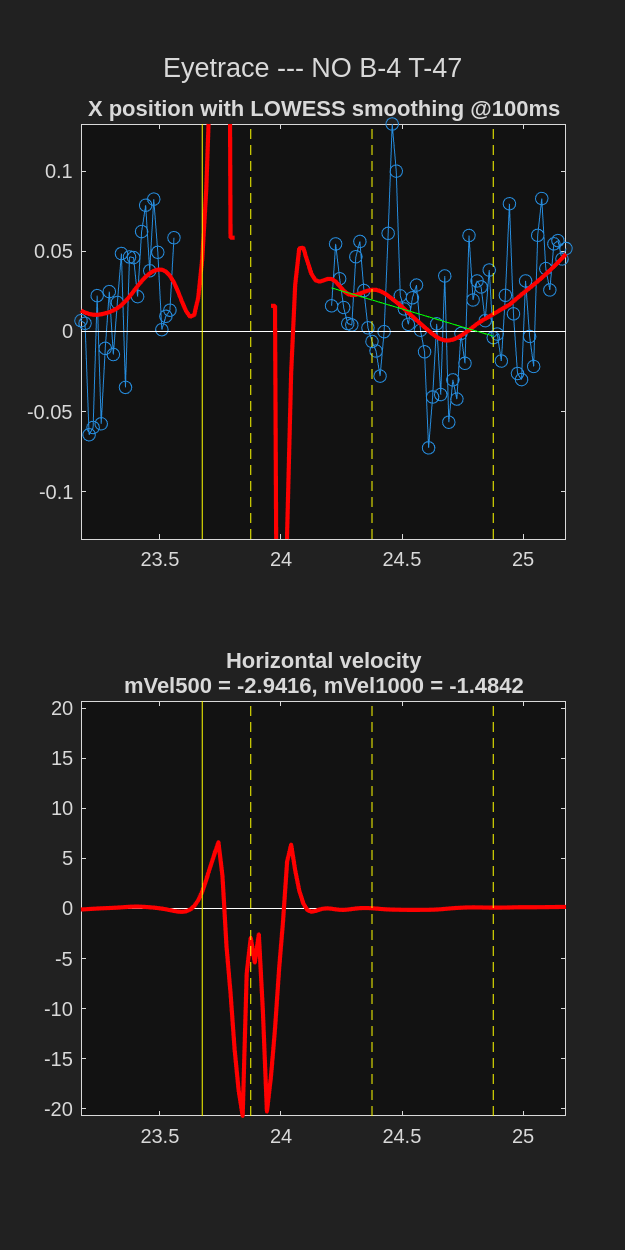 Eyetrace --- NO B-4 T-47
X position with LOWESS smoothing @100ms
0.1
0.05
0
-0.05
-0.1
23.5 24 24.5 25
Horizontal velocity
mVel500 = -2.9416, mVel1000 = -1.4842
20
15
10
5
0
-5
-10
-15
-20
23.5 24 24.5 25